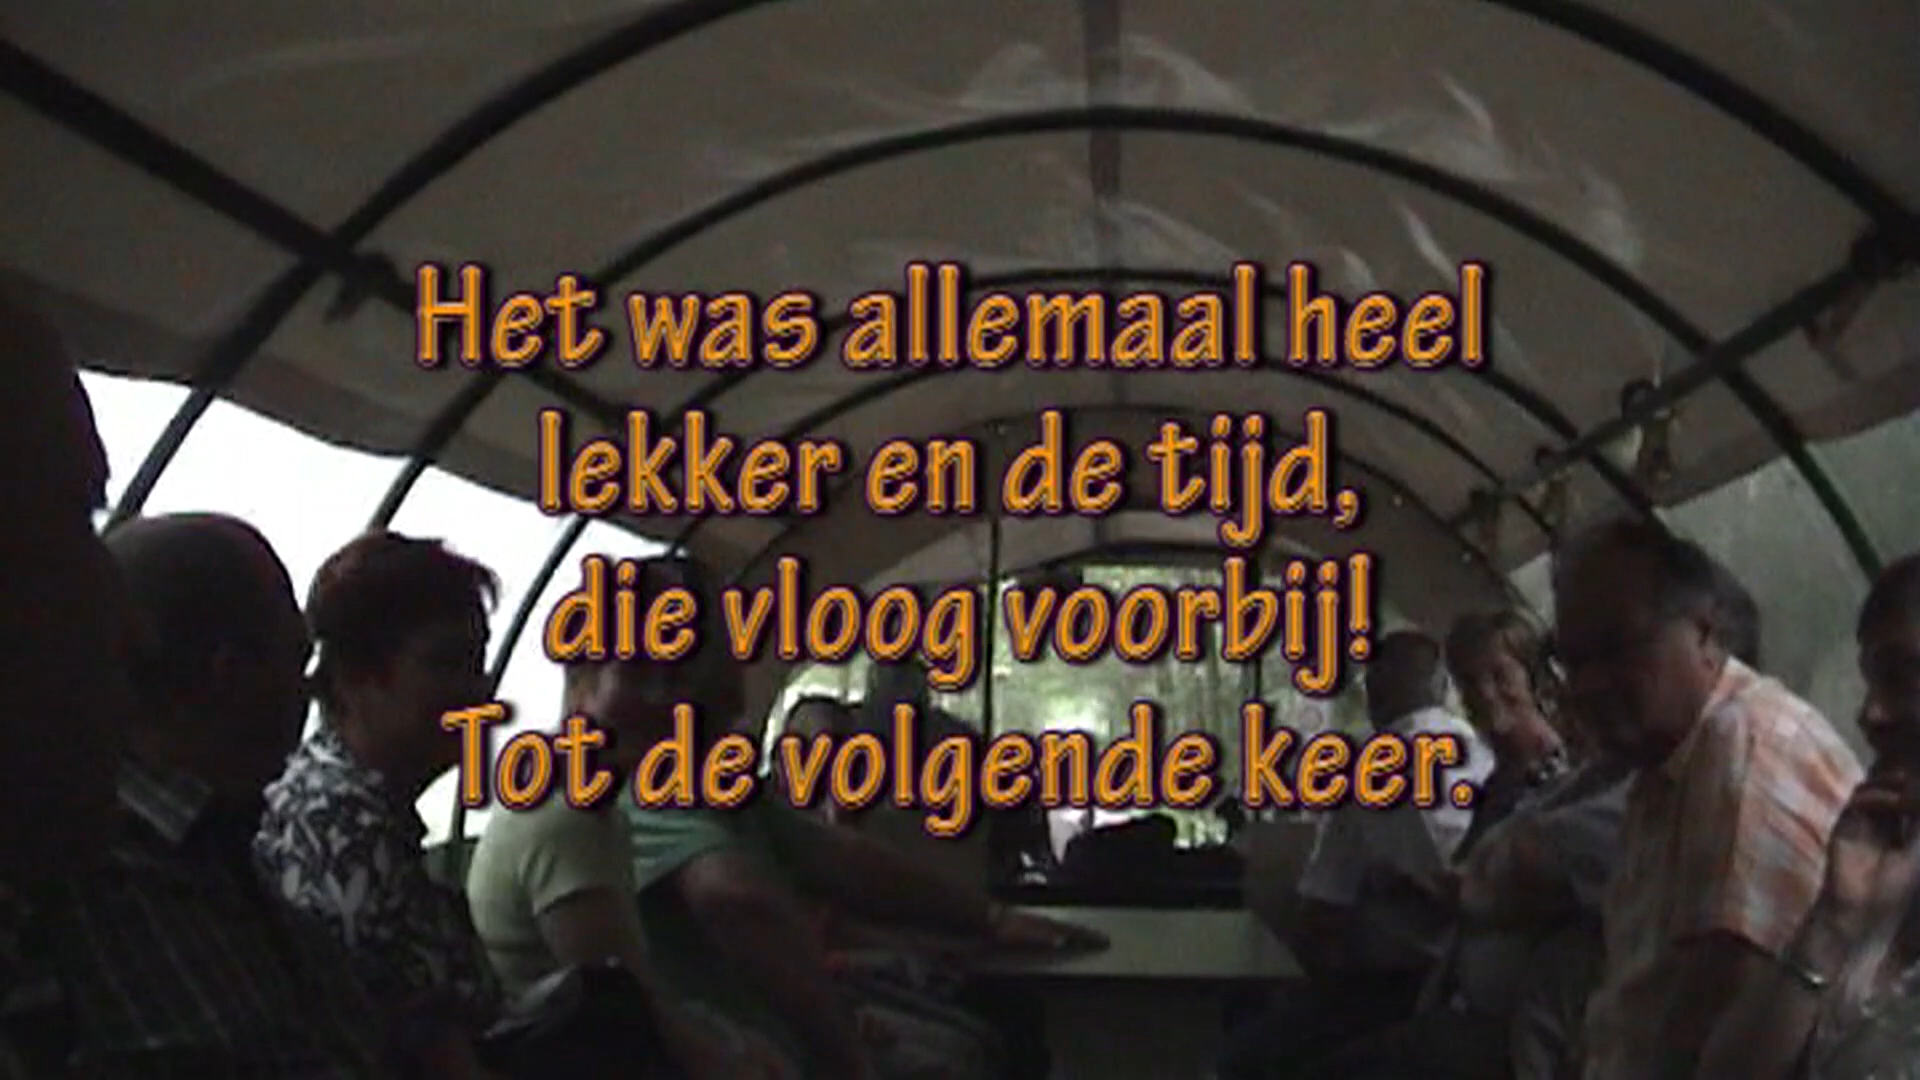 Het was allemaal heel
lekker en de tijd,
die vloog voorbij!
Tot de volgende keer.